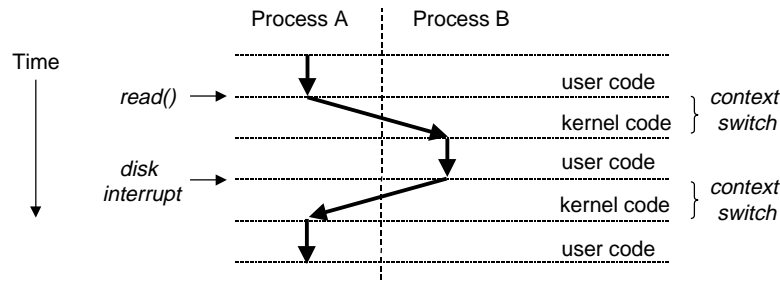 Process A Process B
Time
user code
read()
context
switch
kernel code
user code
disk
interrupt
kernel code
context
switch
user code